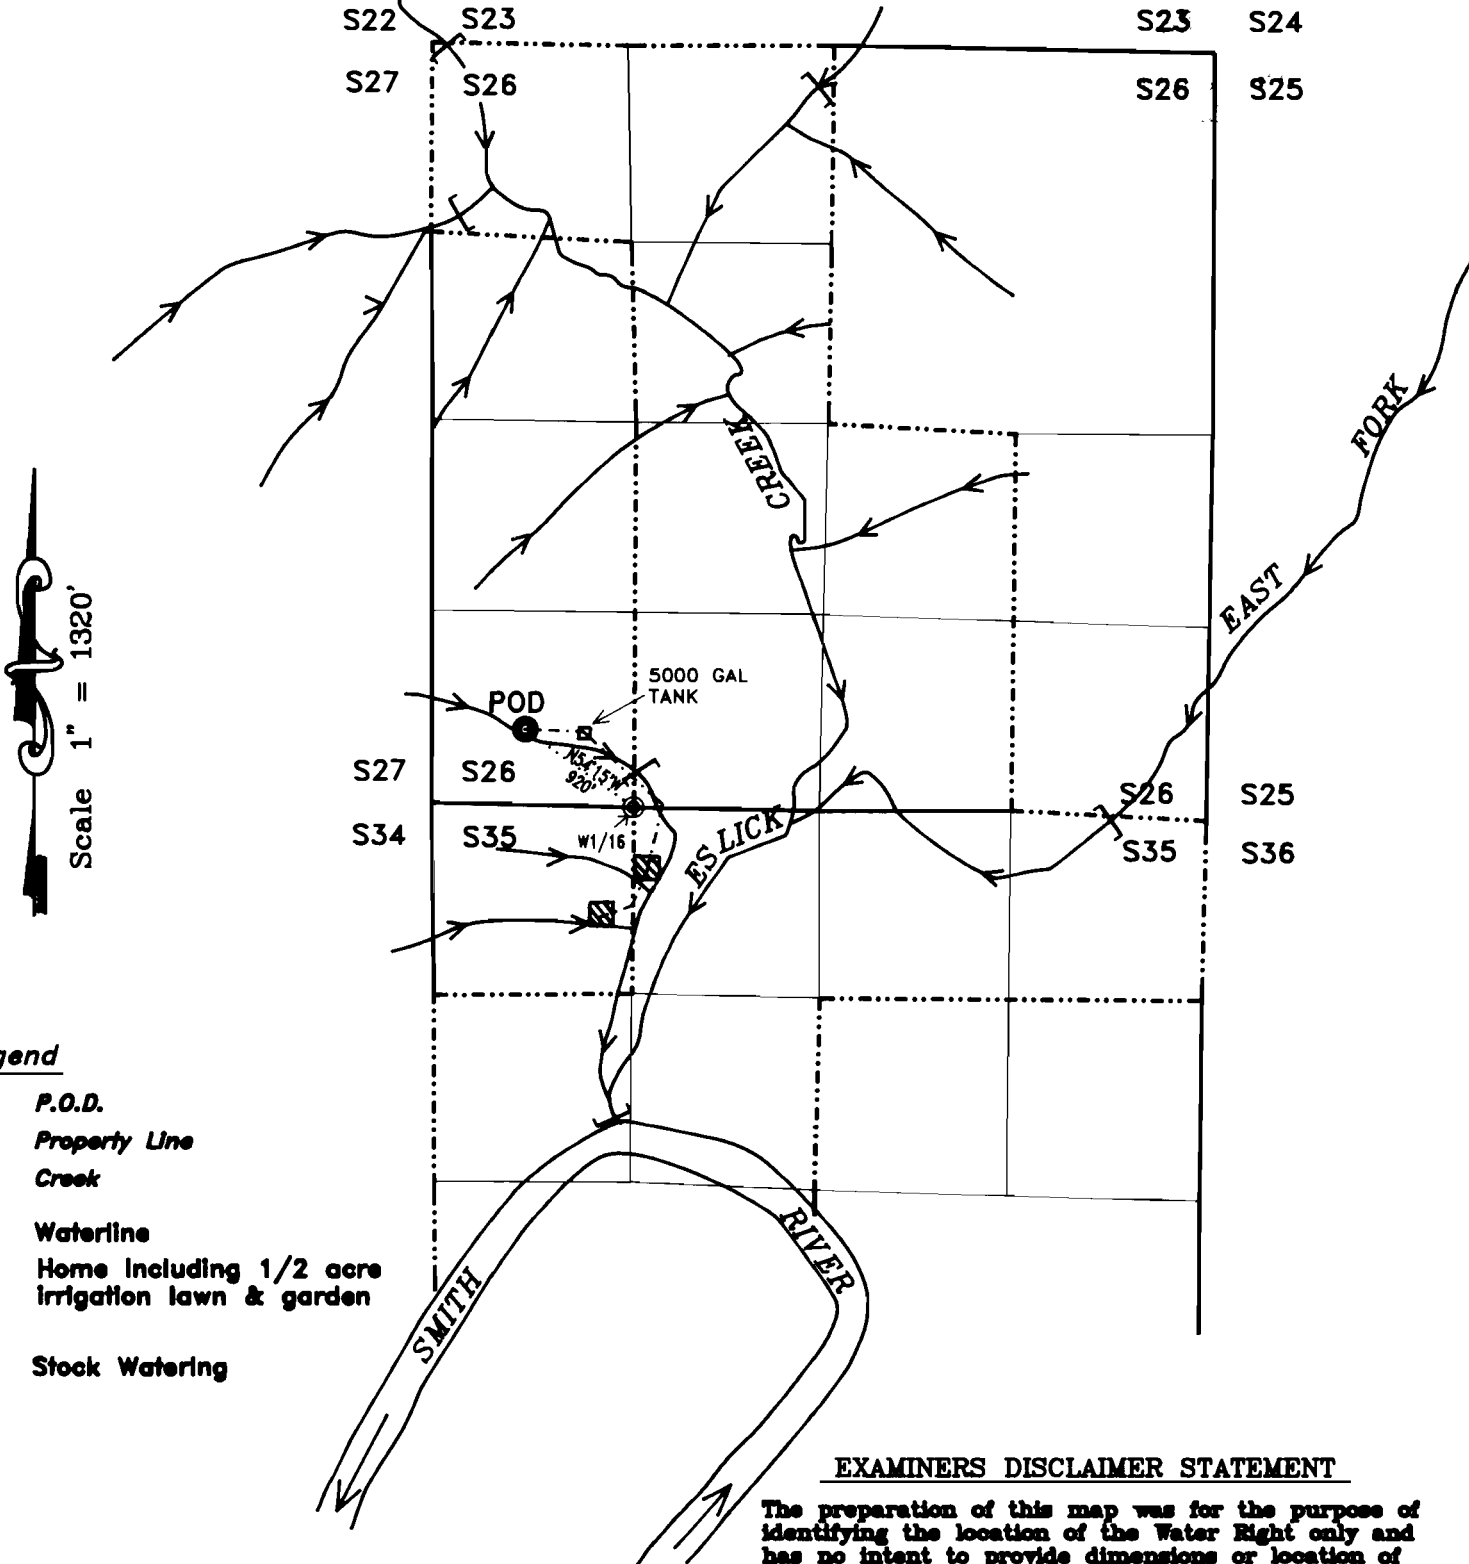 S22 S23
S23 S24
S27 S26
S26 S25
CREEK
FORK
EAST
Scale 1" = 1320'
5000 GAL
TANK
POD
N54°15'W
920'
S27 S26
S26 S25
S34 S35
S35 S36
W1/16
ESLICK
gend
P.O.D.
Property Line
Creek
Waterline
Home including 1/2 acre
irrigation lawn & garden
Stock Watering
SMITH
RIVER
EXAMINERS DISCLAIMER STATEMENT
The preparation of this map was for the purpose of
identifying the location of the Water Right only and
has no intent to provide dimensions or location of